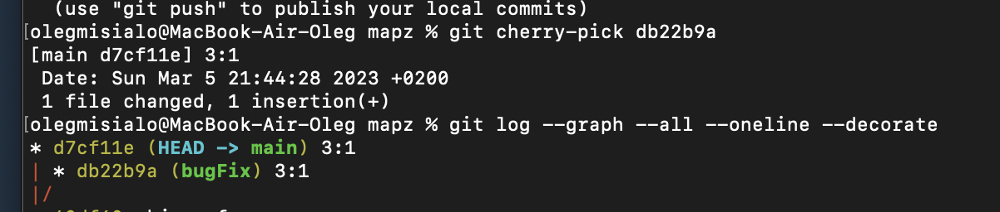 (use "git push" to publish your local commits)
[olegmisialo@MacBook-Air-Oleg mapz % git cherry-pick db22b9a
[main d7cf11e] 3:1
Date: Sun Mar 5 21:44:28 2023 +0200
1 file changed, 1 insertion(+)
[olegmisialo@MacBook-Air-Oleg mapz % git log --graph --all --oneline --decorate
* d7cf11e (HEAD -> main) 3:1
| * db22b9a (bugFix) 3:1
|/